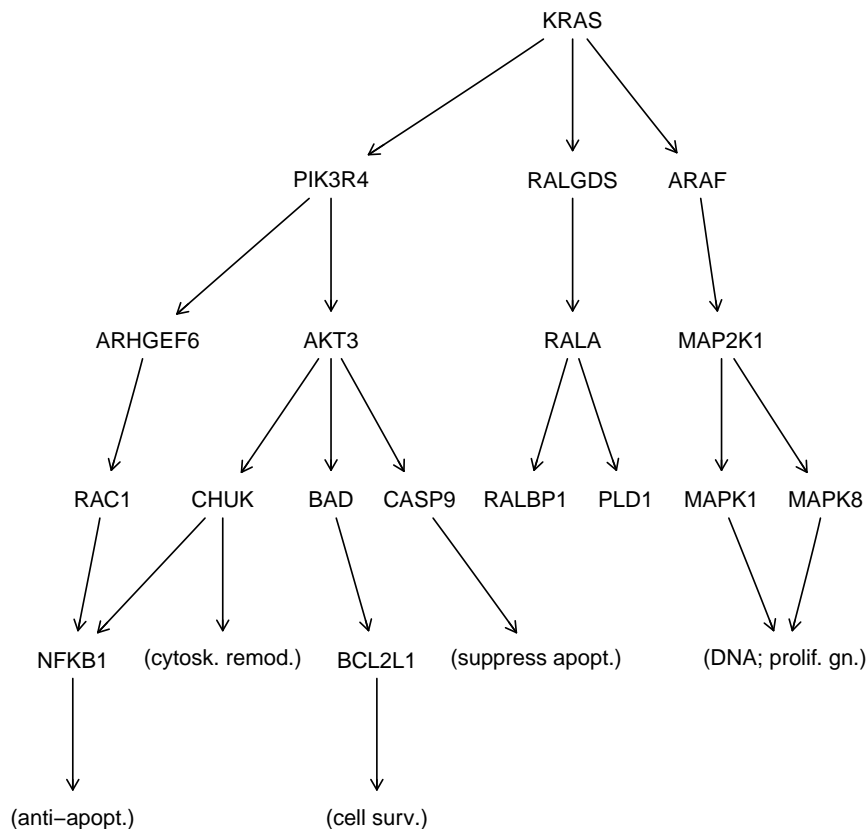 KRAS
PIK3R4 RALGDS ARAF
ARHGEF6 AKT3 RALA MAP2K1
RAC1 CHUK BAD CASP9 RALBP1 PLD1 MAPK1 MAPK8
NFKB1 (cytosk. remod.) BCL2L1 (suppress apopt.) (DNA; prolif. gn.)
(anti−apopt.) (cell surv.)